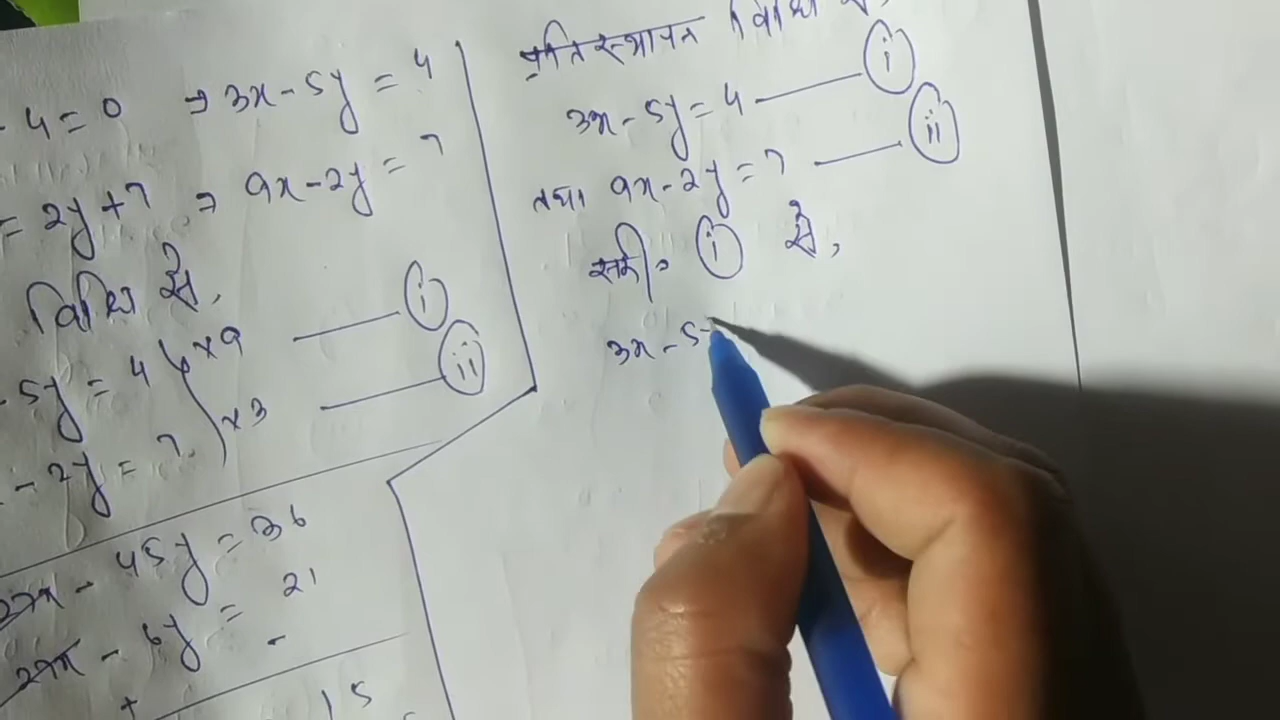 - 4 = 0 ⇒ 3x - 5y = 4
= 2y + 7 ⇒ 9x - 2y = 7
विधि से,
- 5y = 4 } × 9 — (i)
- 2y = 7 } × 3 — (ii)
27x - 45y = 36
27x - 6y = 21
+ -
15
प्रतिस्थापन विधि से,
3x - 5y = 4 — (i)
तथा 9x - 2y = 7 — (ii)
समी॰ (i) से,
3x - 5